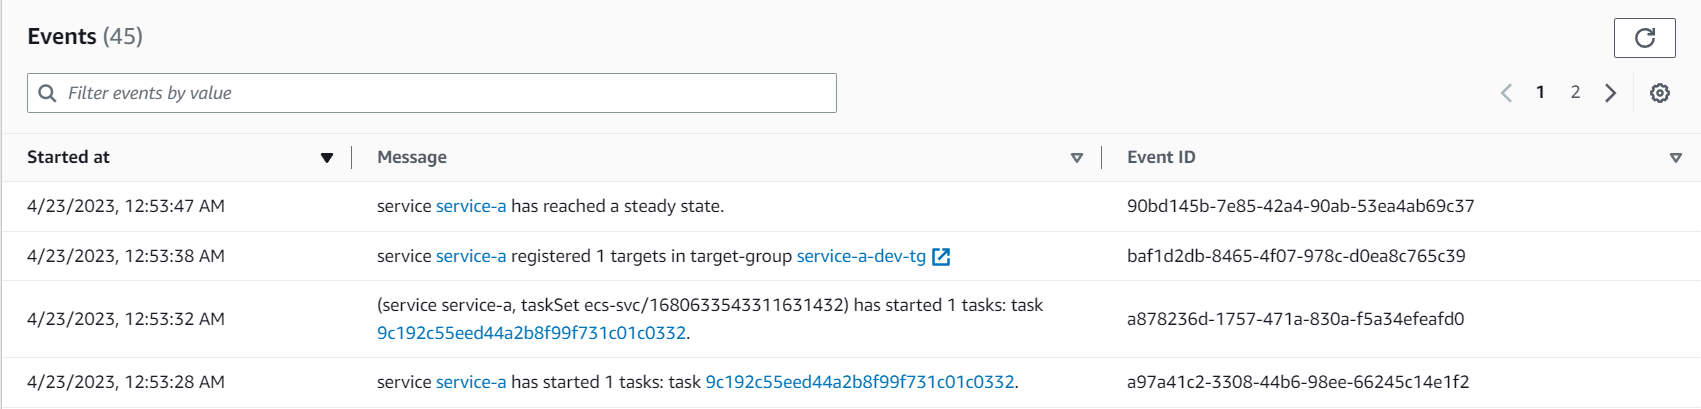 Events (45)
Filter events by value
1 2
Started at Message Event ID
4/23/2023, 12:53:47 AM service service-a has reached a steady state. 90bd145b-7e85-42a4-90ab-53ea4ab69c37
4/23/2023, 12:53:38 AM service service-a registered 1 targets in target-group service-a-dev-tg baf1d2db-8465-4f07-978c-d0ea8c765c39
(service service-a, taskSet ecs-svc/1680633543311631432) has started 1 tasks: task
4/23/2023, 12:53:32 AM a878236d-1757-471a-830a-f5a34efeafd0
9c192c55eed44a2b8f99f731c01c0332.
4/23/2023, 12:53:28 AM service service-a has started 1 tasks: task 9c192c55eed44a2b8f99f731c01c0332. a97a41c2-3308-44b6-98ee-66245c14e1f2